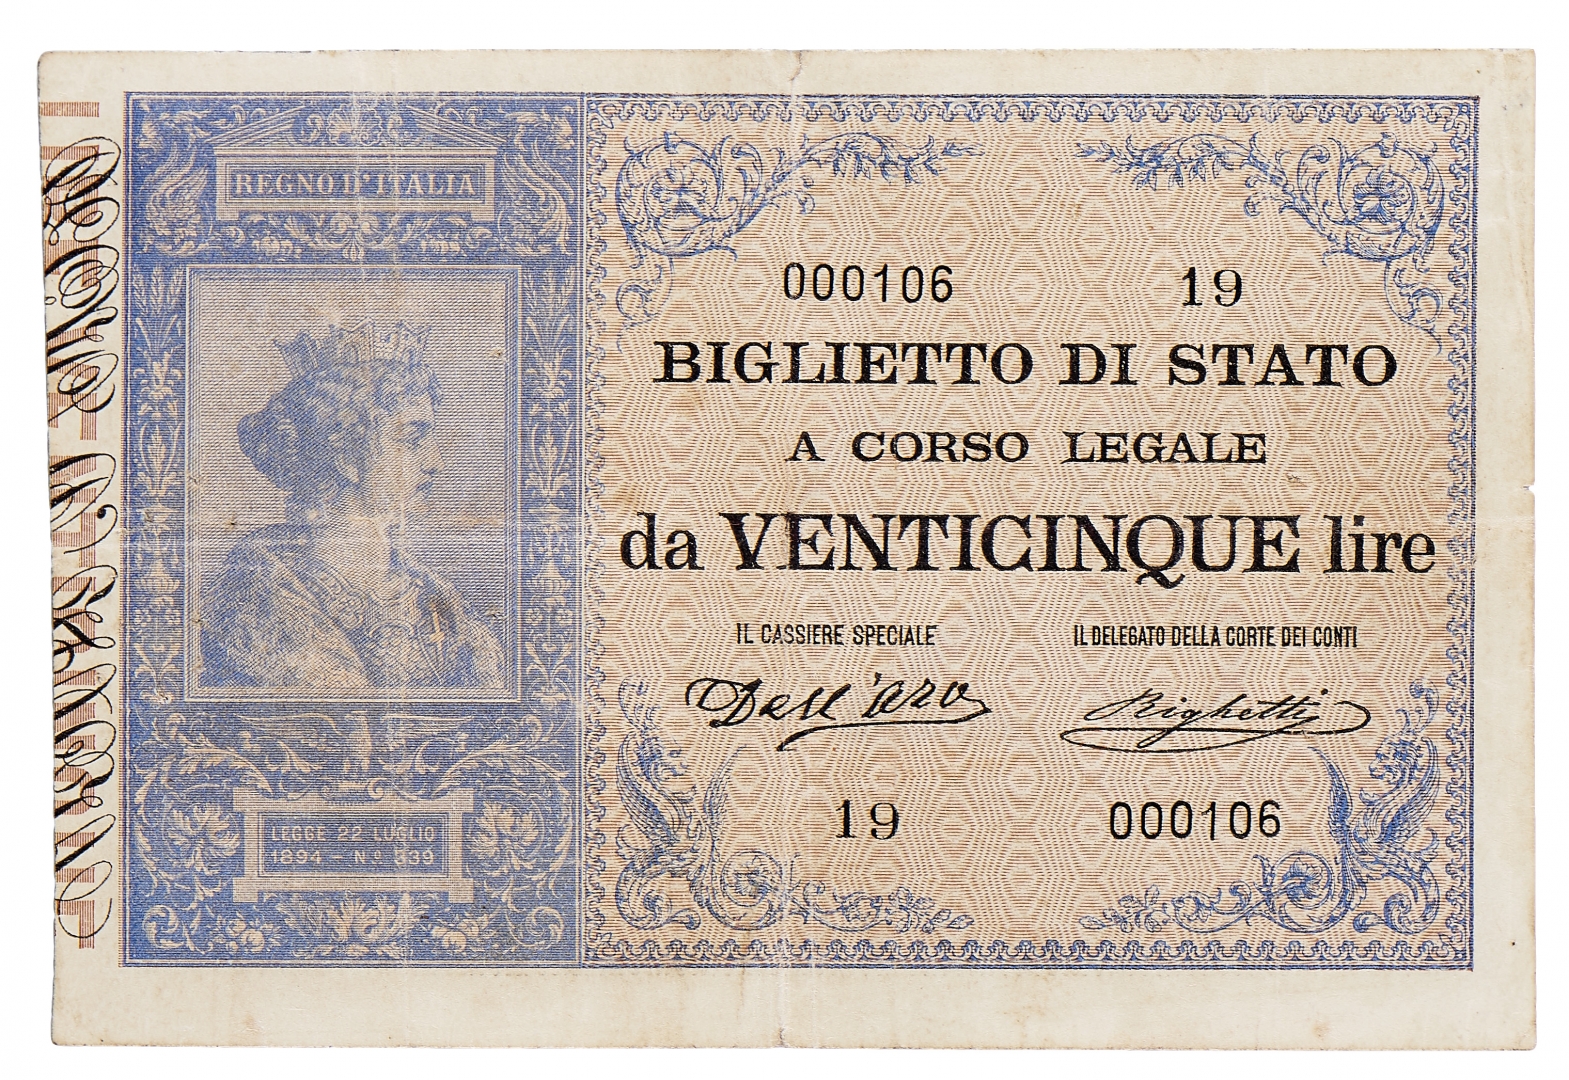 REGNO D'ITALIA
000106 19
BIGLIETTO DI STATO
A CORSO LEGALE
da VENTICINQUE lire
IL CASSIERE SPECIALE IL DELEGATO DELLA CORTE DEI CONTI
Dell'Ara Righetti
19 000106
LEGGE 22 LUGLIO
1894 - No 339